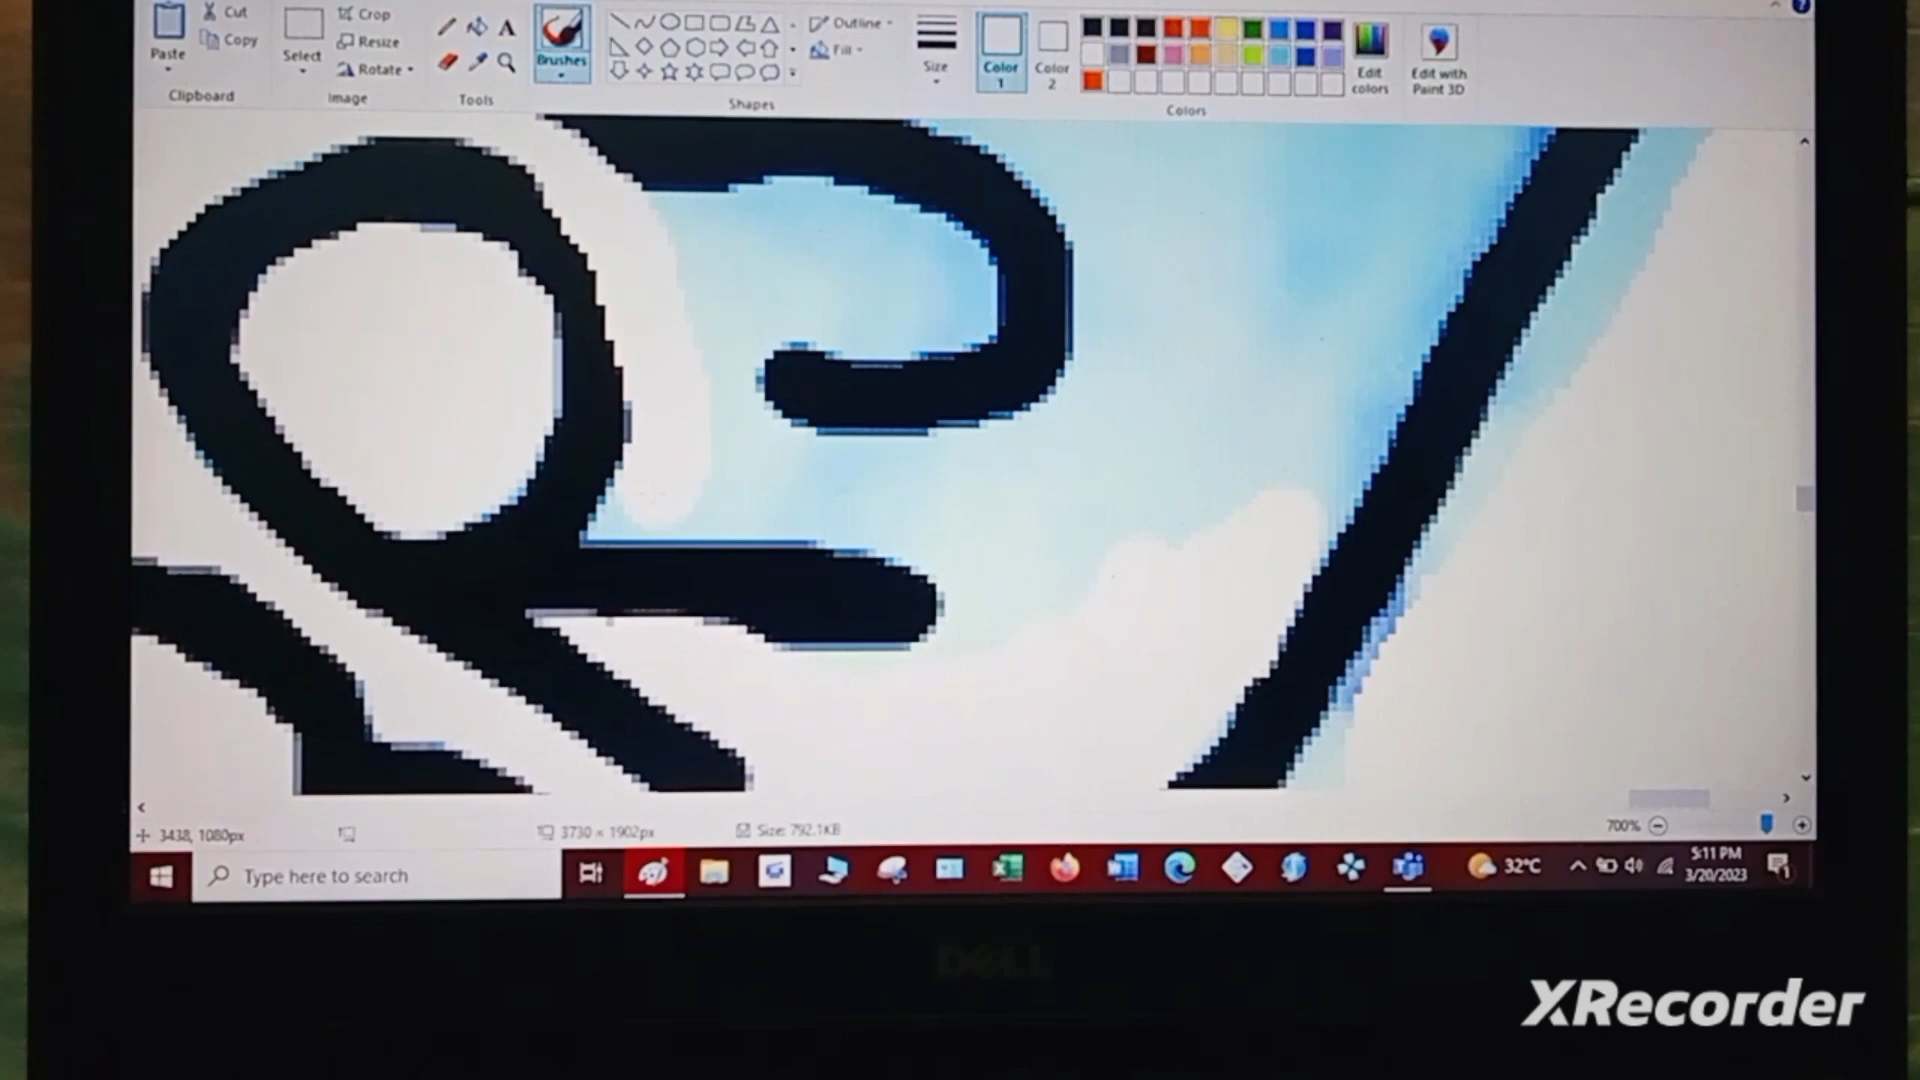 Cut
Copy
Paste
Clipboard
Select
Crop
Resize
Rotate
Image
A
Tools
Brushes
Shapes
Outline
Fill
Size
Color 1
Color 2
Colors
Edit colors
Edit with Paint 3D
3438, 1080px
3730 × 1902px
Size: 792.1KB
700%
Type here to search
32°C
5:11 PM
3/20/2023
1
DELL
XRecorder